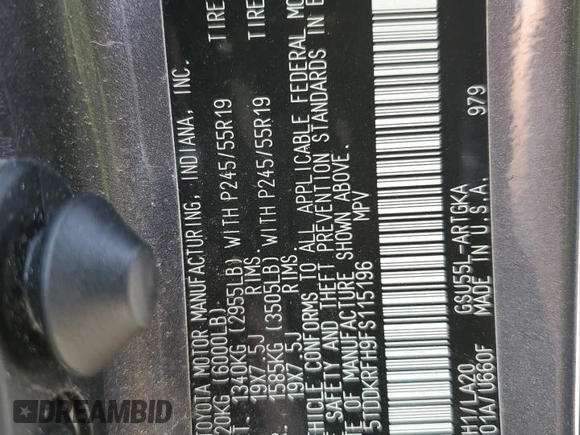 TOYOTA MOTOR MANUFACTURING, INDIANA, INC.
20KG (6000LB)
1340KG (2955LB) WITH P245/55R19 TIRE
19X7.5J RIMS.
1585KG (3505LB) WITH P245/55R19 TIRE
19X7.5J RIMS.
VEHICLE CONFORMS TO ALL APPLICABLE FEDERAL MO
AND THEFT PREVENTION STANDARDS IN E
MANUFACTURE SHOWN ABOVE.
5TDDKRFH9FS115196 MPV
H1/LA20 GSU55L-ARTGKA
01A/U660F MADE IN U.S.A. 979
DREAMBID